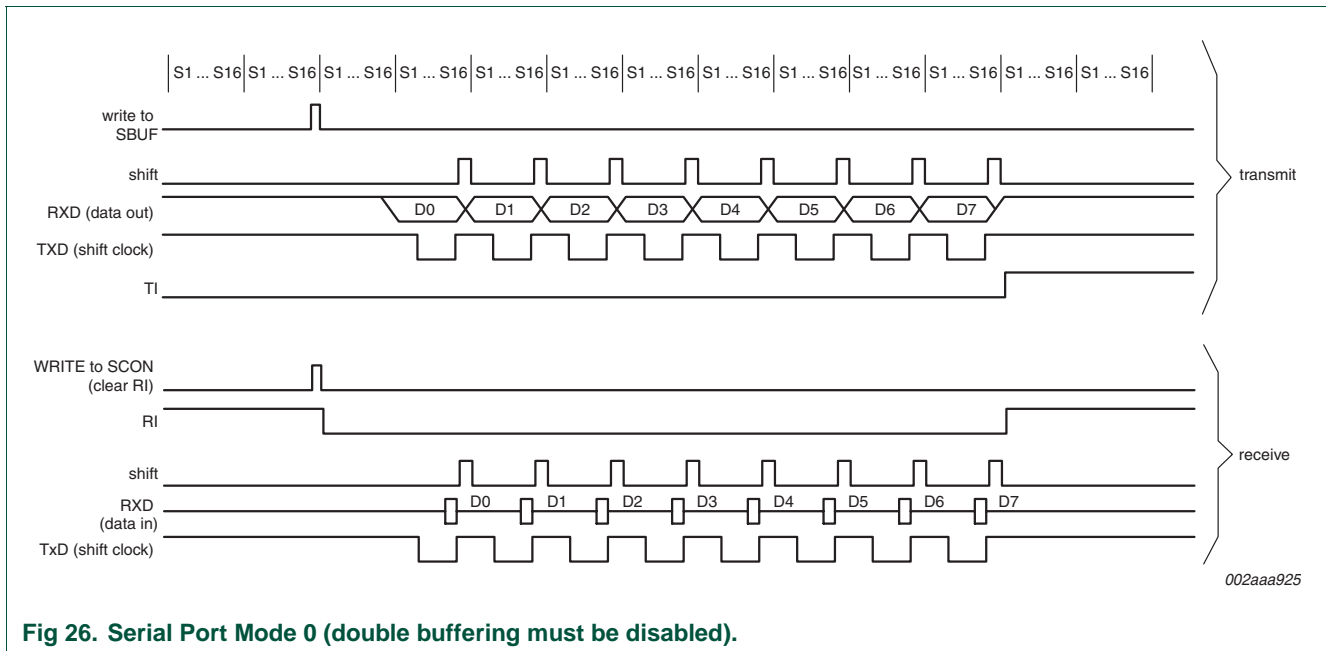 S1 ... S16 S1 ... S16 S1 ... S16 S1 ... S16 S1 ... S16 S1 ... S16 S1 ... S16 S1 ... S16 S1 ... S16 S1 ... S16 S1 ... S16 S1 ... S16 S1 ... S16
write to
SBUF
shift
RXD (data out) D0 D1 D2 D3 D4 D5 D6 D7
TXD (shift clock)
TI
transmit
WRITE to SCON
(clear RI)
RI
shift
RXD
(data in) D0 D1 D2 D3 D4 D5 D6 D7
TxD (shift clock)
receive
002aaa925
Fig 26. Serial Port Mode 0 (double buffering must be disabled).